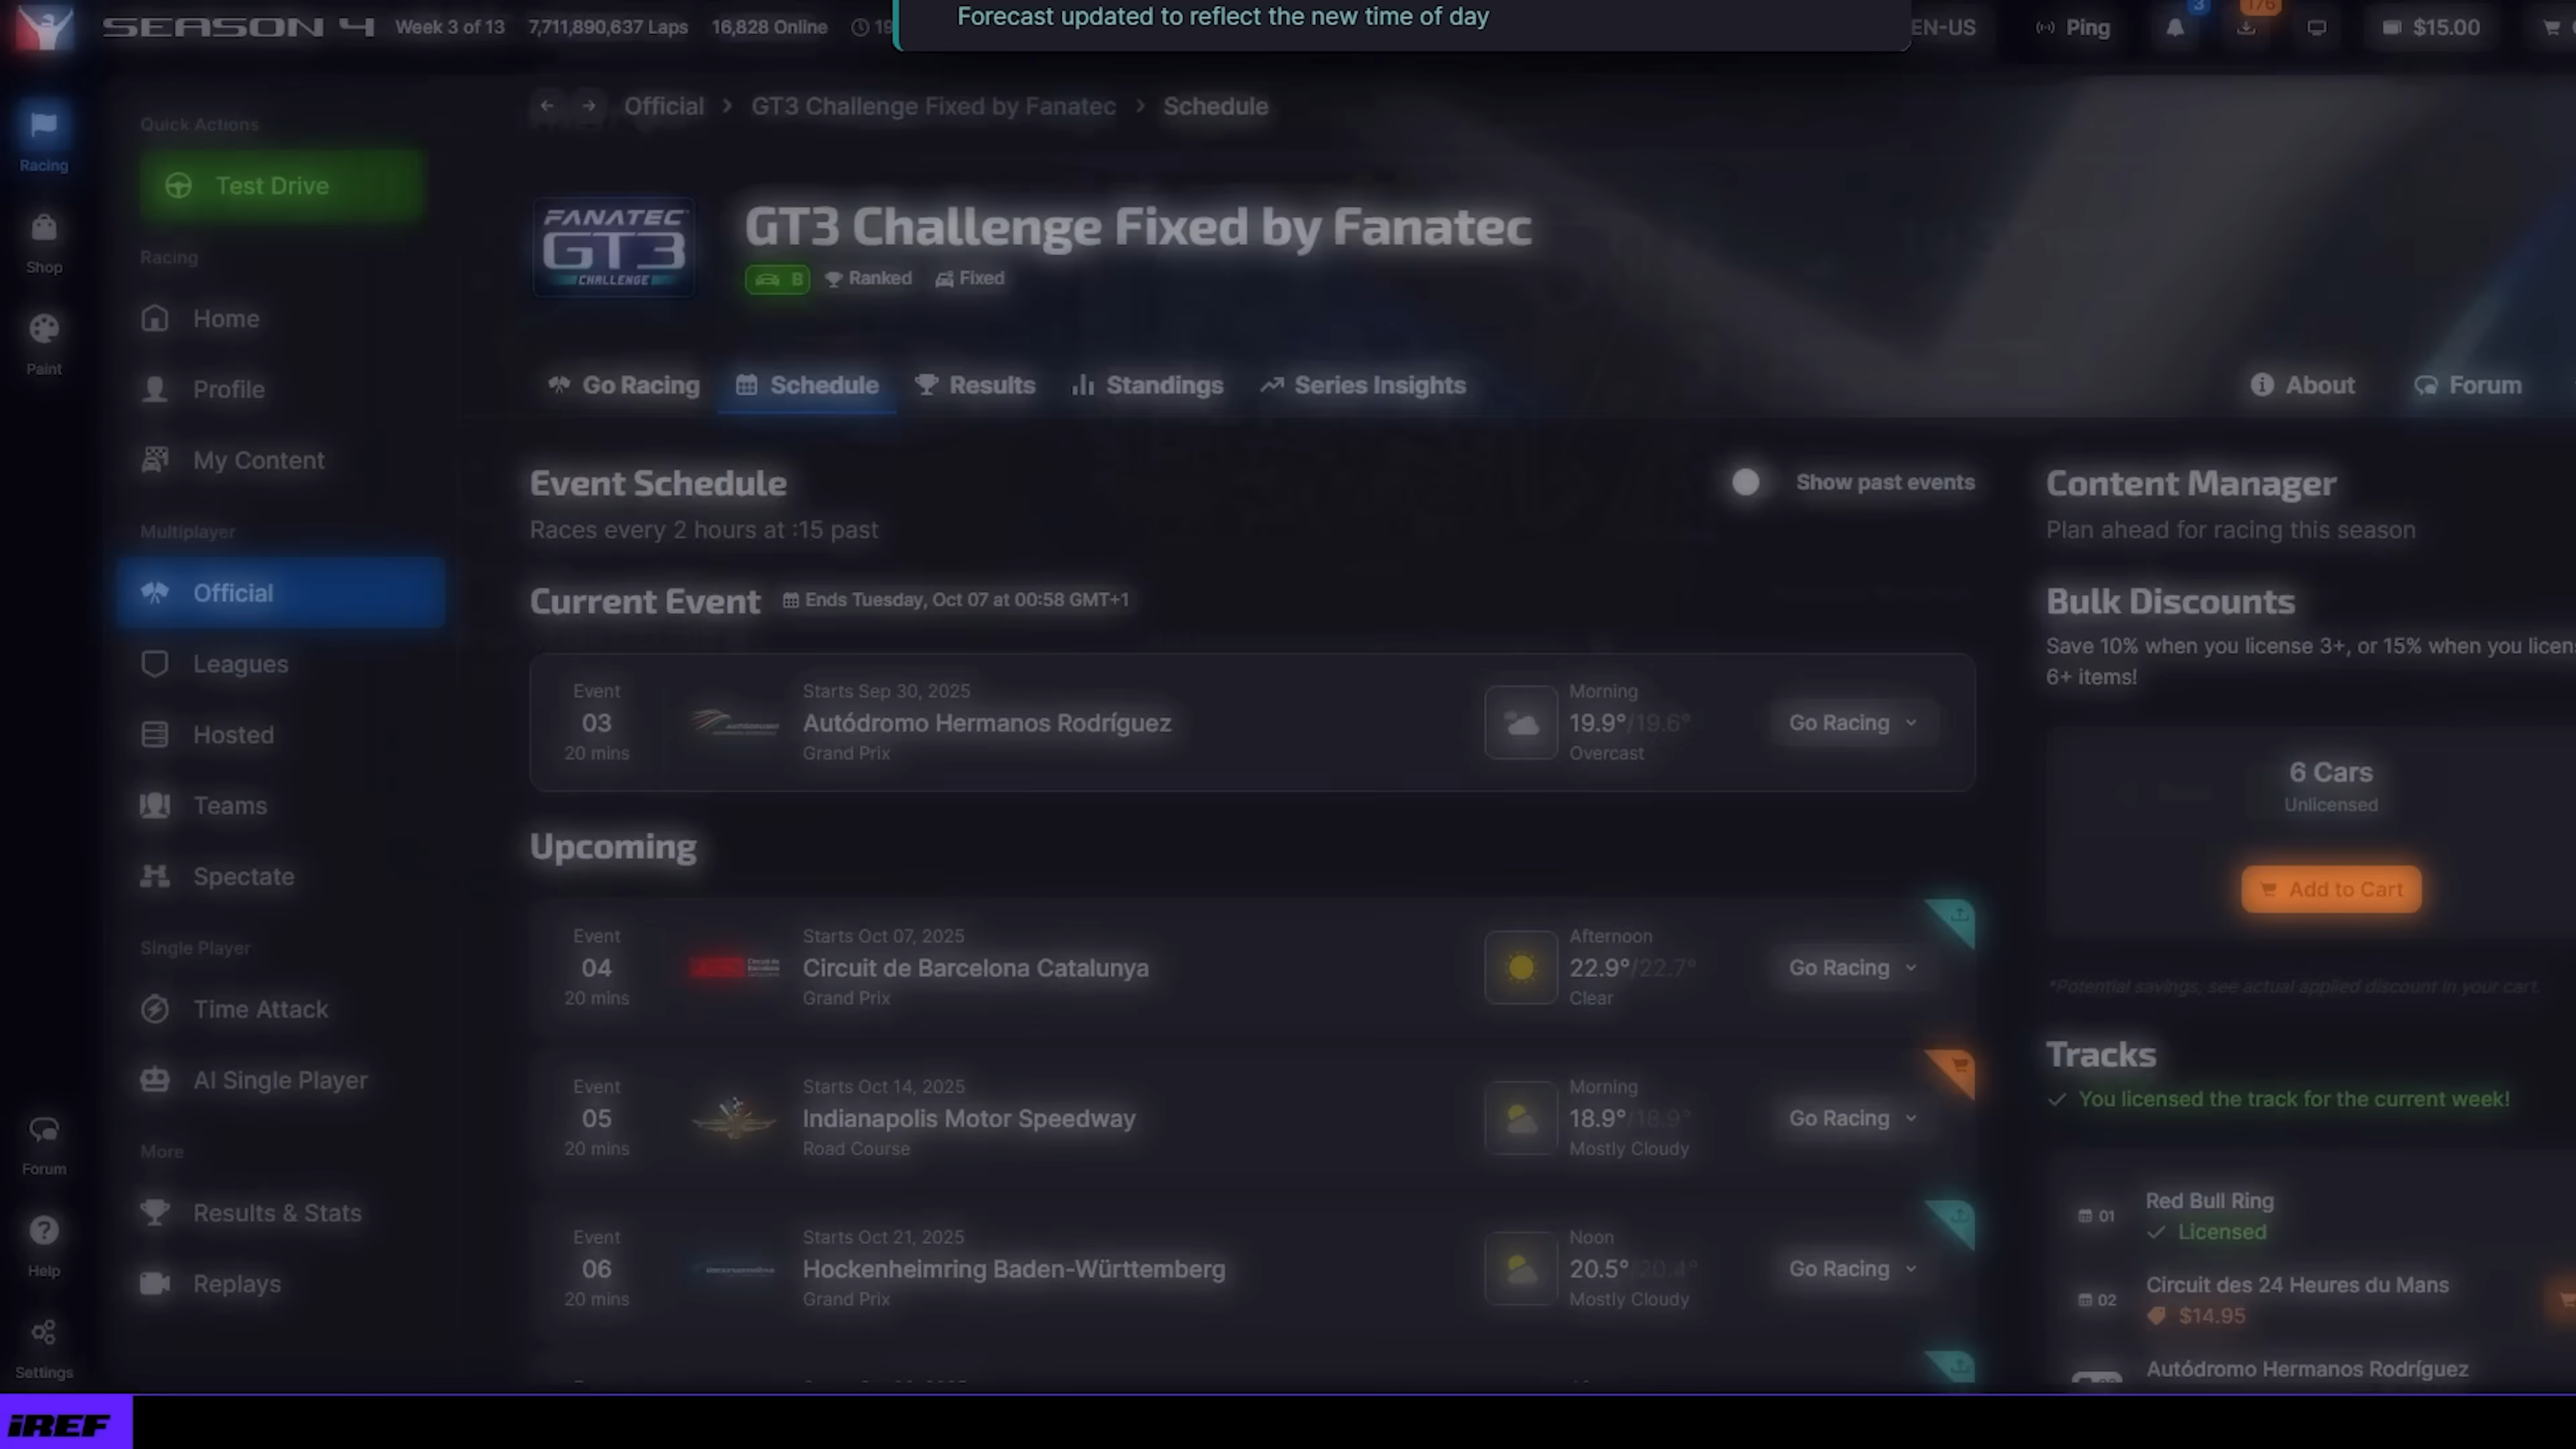 SEASON 4
Week 3 of 13
7,711,890,637 Laps
16,828 Online
Forecast updated to reflect the new time of day
EN-US
Ping
3
176
$15.00
Racing
Shop
Paint
Forum
Help
Settings
Quick Actions
Test Drive
Racing
Home
Profile
My Content
Multiplayer
Official
Leagues
Hosted
Teams
Spectate
Single Player
Time Attack
AI Single Player
More
Results & Stats
Replays
Official > GT3 Challenge Fixed by Fanatec > Schedule
FANATEC
GT3
CHALLENGE
GT3 Challenge Fixed by Fanatec
B Ranked Fixed
Go Racing
Schedule
Results
Standings
Series Insights
About
Forum
Event Schedule
Show past events
Races every 2 hours at :15 past
Current Event
Ends Tuesday, Oct 07 at 00:58 GMT+1
Event
03
20 mins
Starts Sep 30, 2025
Autódromo Hermanos Rodríguez
Grand Prix
Morning
19.9°/19.6°
Overcast
Go Racing
Upcoming
Event
04
20 mins
Starts Oct 07, 2025
Circuit de Barcelona Catalunya
Grand Prix
Afternoon
22.9°/22.7°
Clear
Go Racing
Event
05
20 mins
Starts Oct 14, 2025
Indianapolis Motor Speedway
Road Course
Morning
18.9°/18.9°
Mostly Cloudy
Go Racing
Event
06
20 mins
Starts Oct 21, 2025
Hockenheimring Baden-Württemberg
Grand Prix
Noon
20.5°/20.4°
Mostly Cloudy
Go Racing
Content Manager
Plan ahead for racing this season
Bulk Discounts
Save 10% when you license 3+, or 15% when you
6+ items!
6 Cars
Unlicensed
Add to Cart
*Potential savings, see actual applied discount in your cart.
Tracks
You licensed the track for the current week!
01
Red Bull Ring
Licensed
02
Circuit des 24 Heures du Mans
$14.95
Autódromo Hermanos Rodríguez
iREF